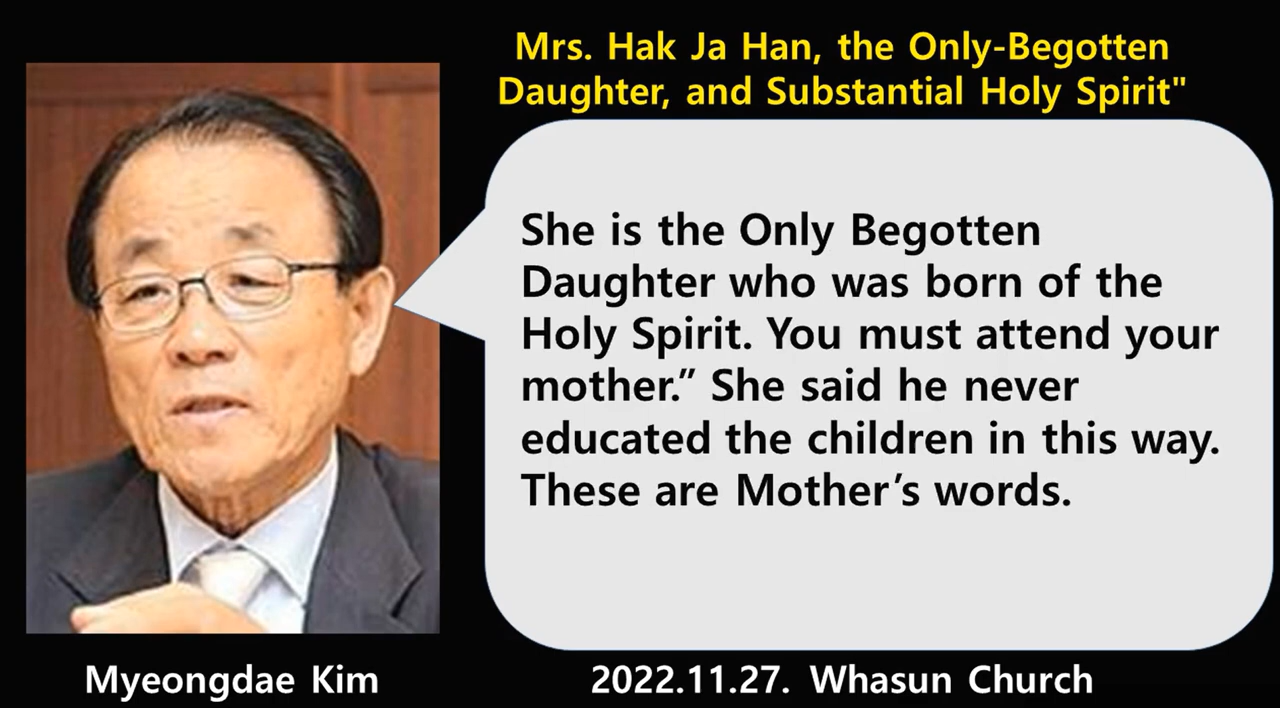 Mrs. Hak Ja Han, the Only-Begotten
Daughter, and Substantial Holy Spirit"
She is the Only Begotten
Daughter who was born of the
Holy Spirit. You must attend your
mother.” She said he never
educated the children in this way.
These are Mother’s words.
Myeongdae Kim
2022.11.27. Whasun Church